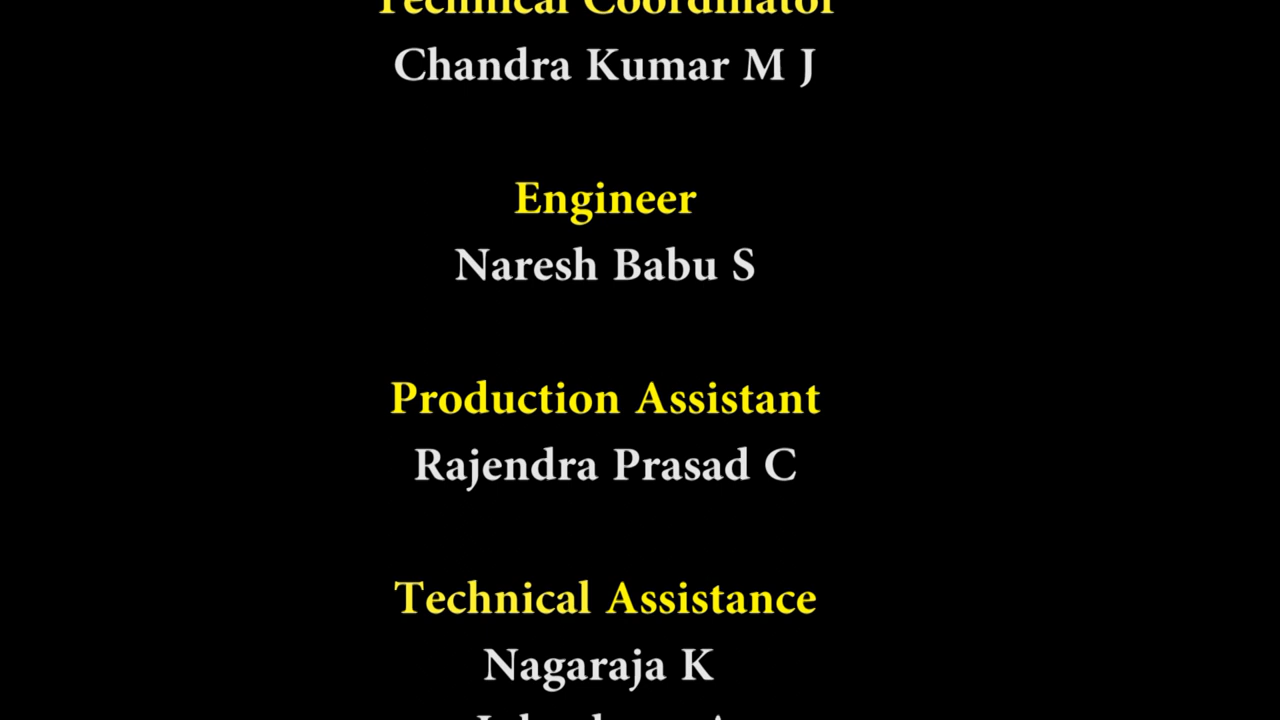 Technical Coordinator
Chandra Kumar M J
Engineer
Naresh Babu S
Production Assistant
Rajendra Prasad C
Technical Assistance
Nagaraja K